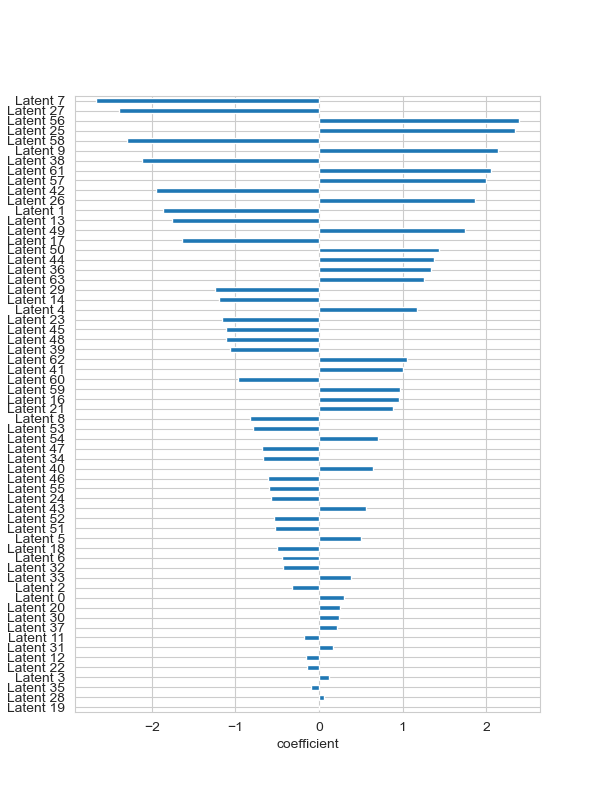 Latent 7
Latent 27
Latent 56
Latent 25
Latent 58
Latent 9
Latent 38
Latent 61
Latent 57
Latent 42
Latent 26
Latent 1
Latent 13
Latent 49
Latent 17
Latent 50
Latent 44
Latent 36
Latent 63
Latent 29
Latent 14
Latent 4
Latent 23
Latent 45
Latent 48
Latent 39
Latent 62
Latent 41
Latent 60
Latent 59
Latent 16
Latent 21
Latent 8
Latent 53
Latent 54
Latent 47
Latent 34
Latent 40
Latent 46
Latent 55
Latent 24
Latent 43
Latent 52
Latent 51
Latent 5
Latent 18
Latent 6
Latent 32
Latent 33
Latent 2
Latent 0
Latent 20
Latent 30
Latent 37
Latent 11
Latent 31
Latent 12
Latent 22
Latent 3
Latent 35
Latent 28
Latent 19
−2 −1 0 1 2
coefficient